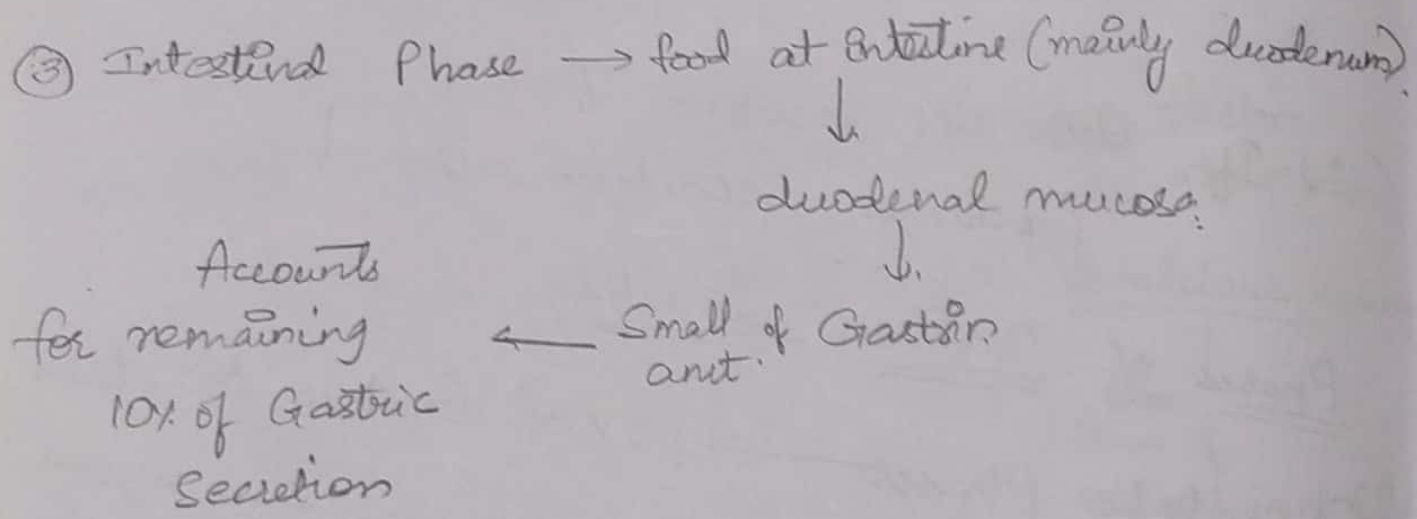 ③ Intestinal Phase → food at intestine (mainly duodenum).
↓
duodenal mucosa.
↓
Small amt. of Gastrin
← Accounts
for remaining
10% of Gastric
Secretion